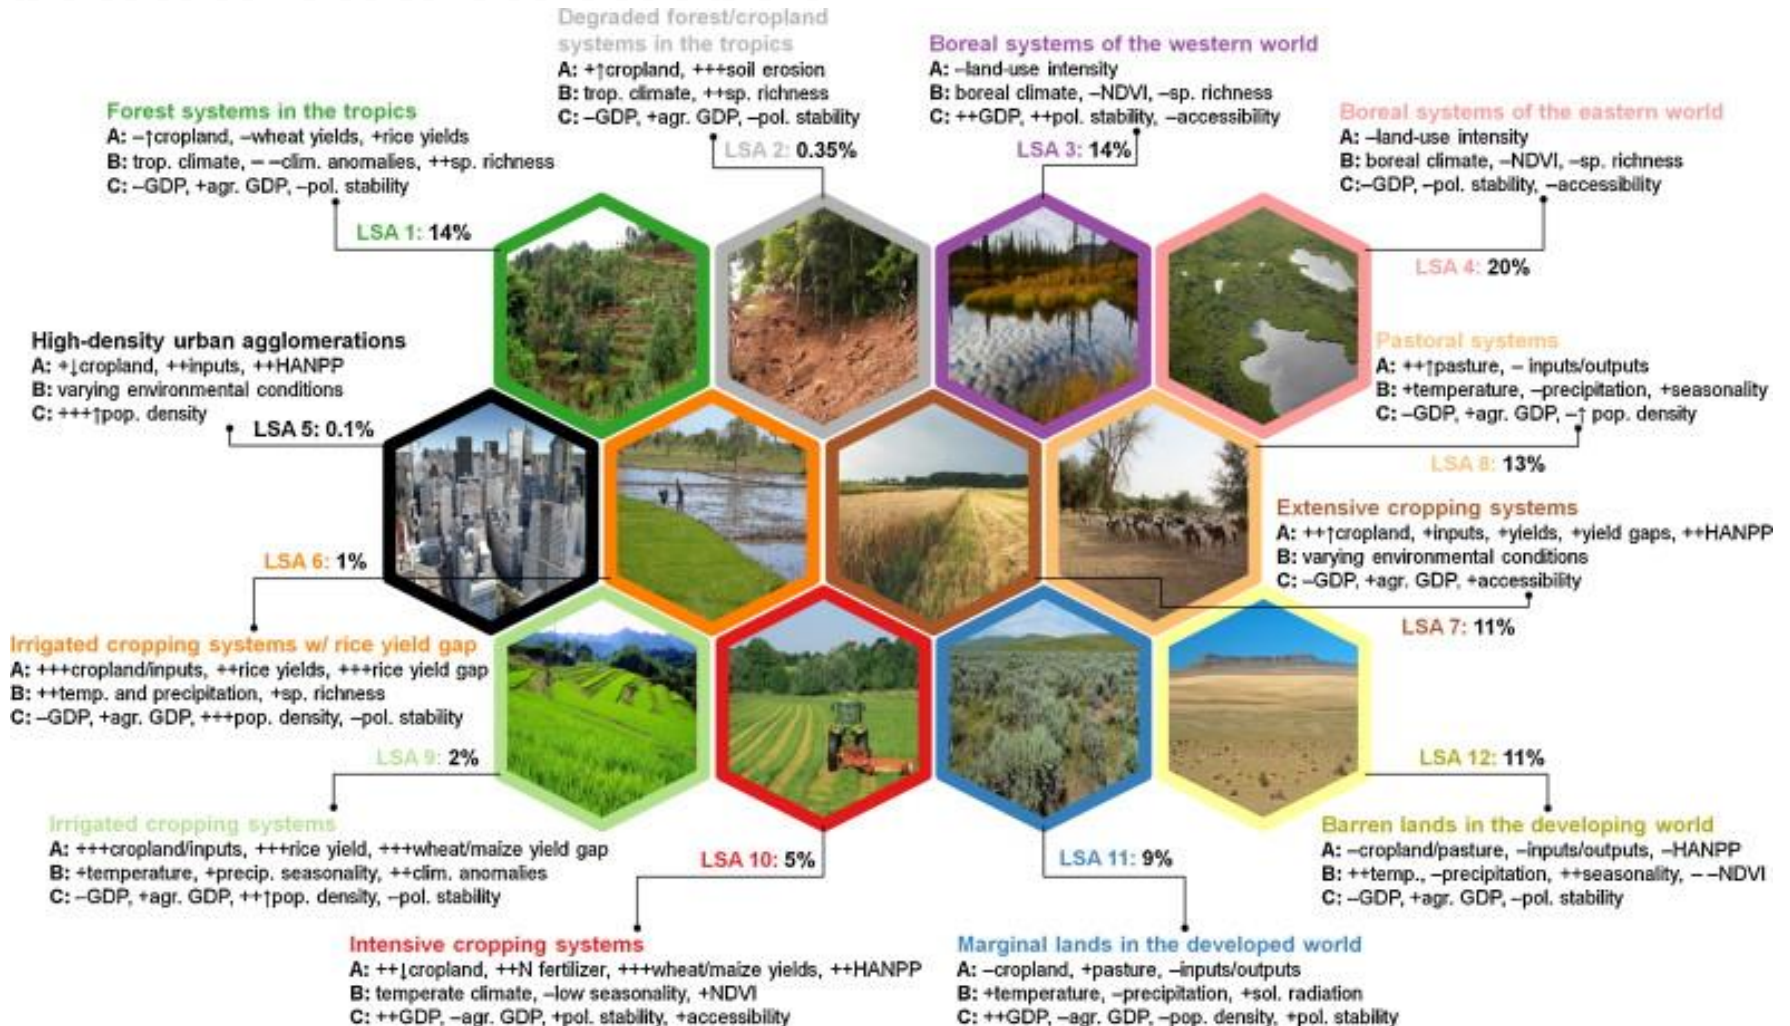 Degraded forest/cropland
systems in the tropics
A: +↑cropland, +++soil erosion
B: trop. climate, ++sp. richness
C: –GDP, +agr. GDP, –pol. stability
LSA 2: 0.35%
Boreal systems of the western world
A: –land-use intensity
B: boreal climate, –NDVI, –sp. richness
C: ++GDP, ++pol. stability, –accessibility
LSA 3: 14%
Forest systems in the tropics
A: –↑cropland, –wheat yields, +rice yields
B: trop. climate, – –clim. anomalies, ++sp. richness
C: –GDP, +agr. GDP, –pol. stability
LSA 1: 14%
Boreal systems of the eastern world
A: –land-use intensity
B: boreal climate, –NDVI, –sp. richness
C:–GDP, –pol. stability, –accessibility
LSA 4: 20%
High-density urban agglomerations
A: +↓cropland, ++inputs, ++HANPP
B: varying environmental conditions
C: +++↑pop. density
LSA 5: 0.1%
Pastoral systems
A: ++↑pasture, – inputs/outputs
B: +temperature, –precipitation, +seasonality
C: –GDP, +agr. GDP, –↑ pop. density
LSA 8: 13%
Extensive cropping systems
A: ++↑cropland, +inputs, +yields, +yield gaps, ++HANPP
B: varying environmental conditions
C: –GDP, +agr. GDP, +accessibility
LSA 7: 11%
LSA 6: 1%
Irrigated cropping systems w/ rice yield gap
A: +++cropland/inputs, ++rice yields, +++rice yield gap
B: ++temp. and precipitation, +sp. richness
C: –GDP, +agr. GDP, +++pop. density, –pol. stability
LSA 9: 2%
Irrigated cropping systems
A: +++cropland/inputs, +++rice yield, +++wheat/maize yield gap
B: +temperature, +precip. seasonality, ++clim. anomalies
C: –GDP, +agr. GDP, ++↑pop. density, –pol. stability
LSA 12: 11%
Barren lands in the developing world
A: –cropland/pasture, –inputs/outputs, –HANPP
B: ++temp., –precipitation, ++seasonality, – –NDVI
C: –GDP, +agr. GDP, –pol. stability
LSA 10: 5%
Intensive cropping systems
A: ++↓cropland, ++N fertilizer, +++wheat/maize yields, ++HANPP
B: temperate climate, –low seasonality, +NDVI
C: ++GDP, –agr. GDP, +pol. stability, +accessibility
LSA 11: 9%
Marginal lands in the developed world
A: –cropland, +pasture, –inputs/outputs
B: +temperature, –precipitation, +sol. radiation
C: ++GDP, –agr. GDP, –pop. density, +pol. stability